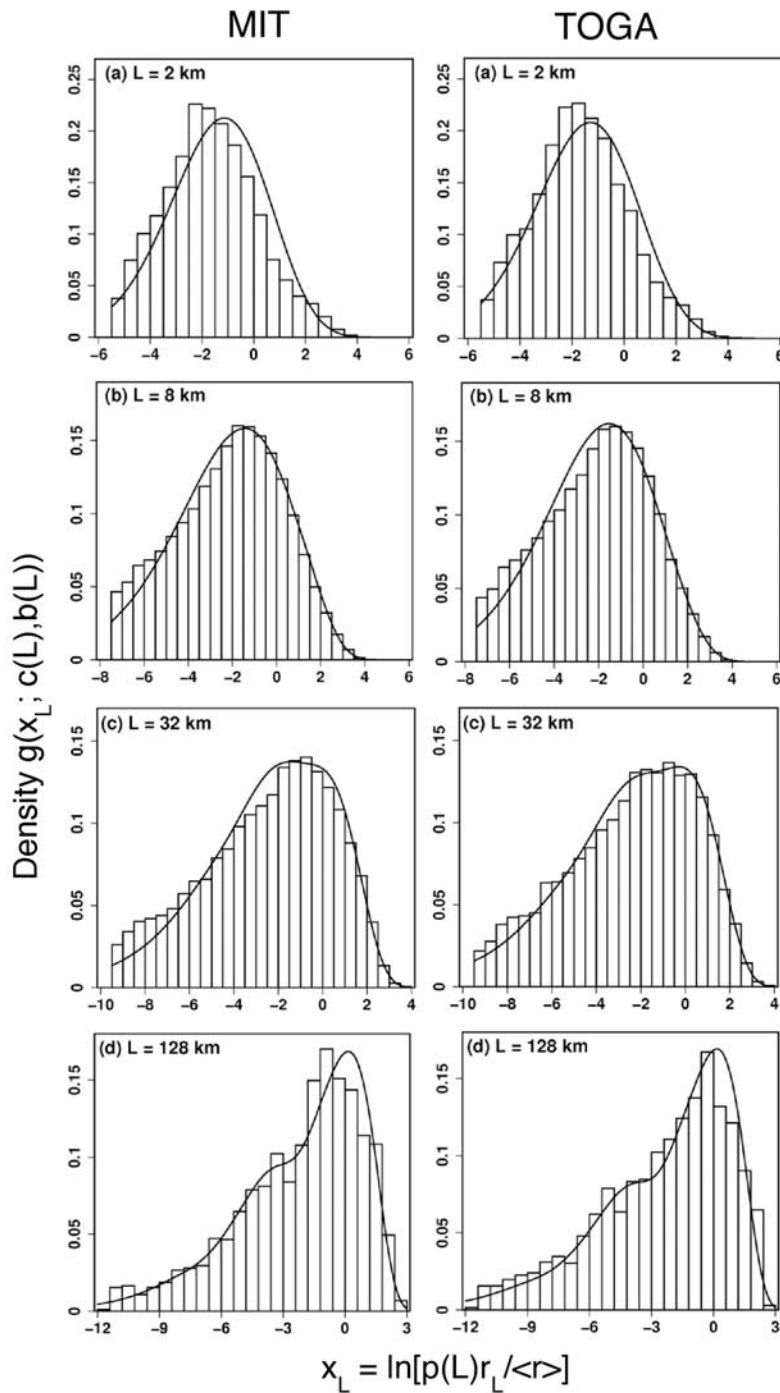 MIT TOGA
(a) L = 2 km
0.25
0.2
0.15
0.1
0.05
0
−6 −4 −2 0 2 4 6
(a) L = 2 km
0.25
0.2
0.15
0.1
0.05
0
−6 −4 −2 0 2 4 6
(b) L = 8 km
0.15
0.1
0.05
0
−8 −6 −4 −2 0 2 4 6
(b) L = 8 km
0.15
0.1
0.05
0
−8 −6 −4 −2 0 2 4 6
(c) L = 32 km
0.15
0.1
0.05
0
−10 −8 −6 −4 −2 0 2 4
(c) L = 32 km
0.15
0.1
0.05
0
−10 −8 −6 −4 −2 0 2 4
(d) L = 128 km
0.15
0.1
0.05
0
−12 −9 −6 −3 0 3
(d) L = 128 km
0.15
0.1
0.05
0
−12 −9 −6 −3 0 3
Density g(x_L; c(L),b(L))
x_L = ln[p(L)r_L/<r>]